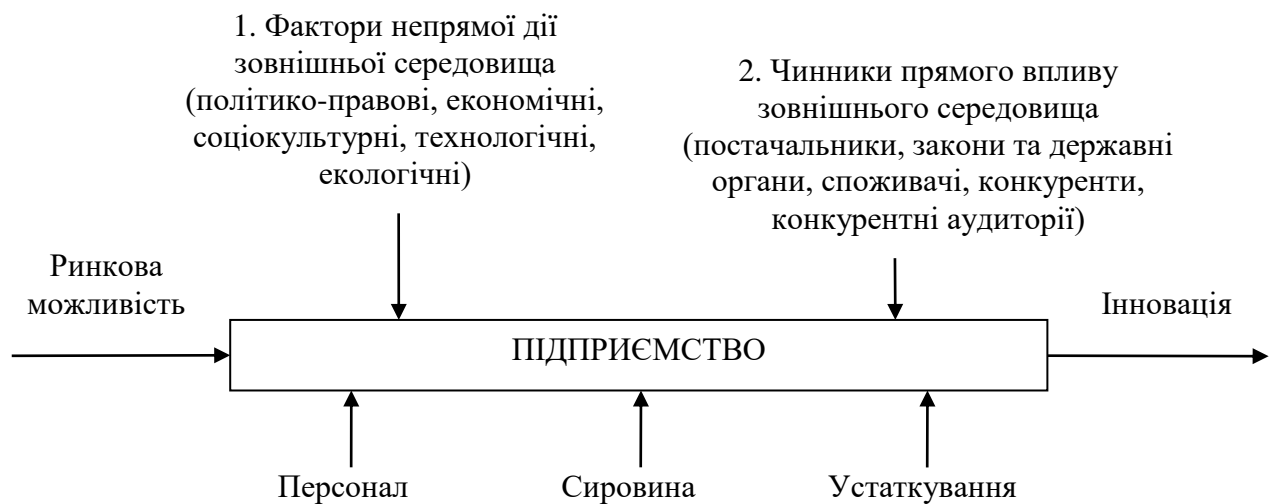 1. Фактори непрямої дії
зовнішньої середовища
(політико-правові, економічні,
соціокультурні, технологічні,
екологічні)
2. Чинники прямого впливу
зовнішнього середовища
(постачальники, закони та державні
органи, споживачі, конкуренти,
конкурентні аудиторії)
Ринкова
можливість
Інновація
ПІДПРИЄМСТВО
Персонал
Сировина
Устаткування